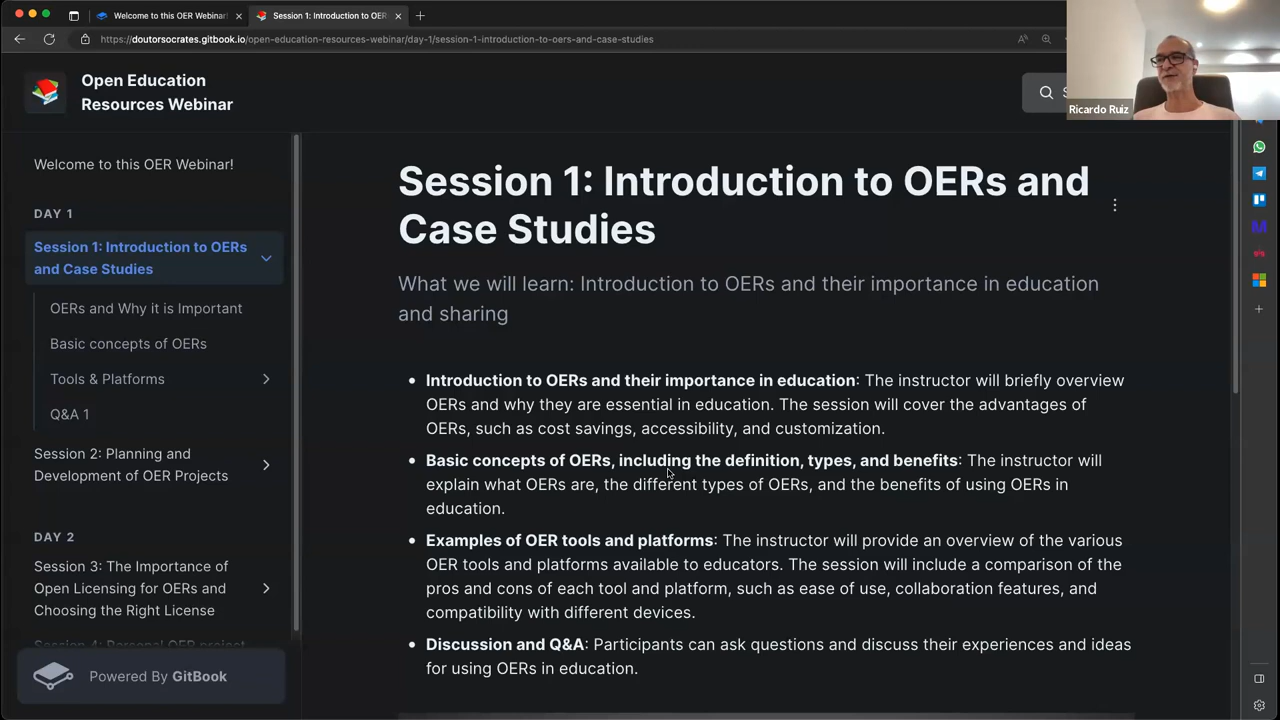 Welcome to this OER Webinar!
Session 1: Introduction to OER
https://doutorsocrates.gitbook.io/open-education-resources-webinar/day-1/session-1-introduction-to-oers-and-case-studies
Open Education
Resources Webinar
Ricardo Ruiz
Welcome to this OER Webinar!
DAY 1
Session 1: Introduction to OERs
and Case Studies
OERs and Why it is Important
Basic concepts of OERs
Tools & Platforms
Q&A 1
Session 2: Planning and
Development of OER Projects
DAY 2
Session 3: The Importance of
Open Licensing for OERs and
Choosing the Right License
Session 4: Personal OER project
Powered By GitBook
Session 1: Introduction to OERs and
Case Studies
What we will learn: Introduction to OERs and their importance in education
and sharing
• Introduction to OERs and their importance in education: The instructor will briefly overview
OERs and why they are essential in education. The session will cover the advantages of
OERs, such as cost savings, accessibility, and customization.
• Basic concepts of OERs, including the definition, types, and benefits: The instructor will
explain what OERs are, the different types of OERs, and the benefits of using OERs in
education.
• Examples of OER tools and platforms: The instructor will provide an overview of the various
OER tools and platforms available to educators. The session will include a comparison of the
pros and cons of each tool and platform, such as ease of use, collaboration features, and
compatibility with different devices.
• Discussion and Q&A: Participants can ask questions and discuss their experiences and ideas
for using OERs in education.